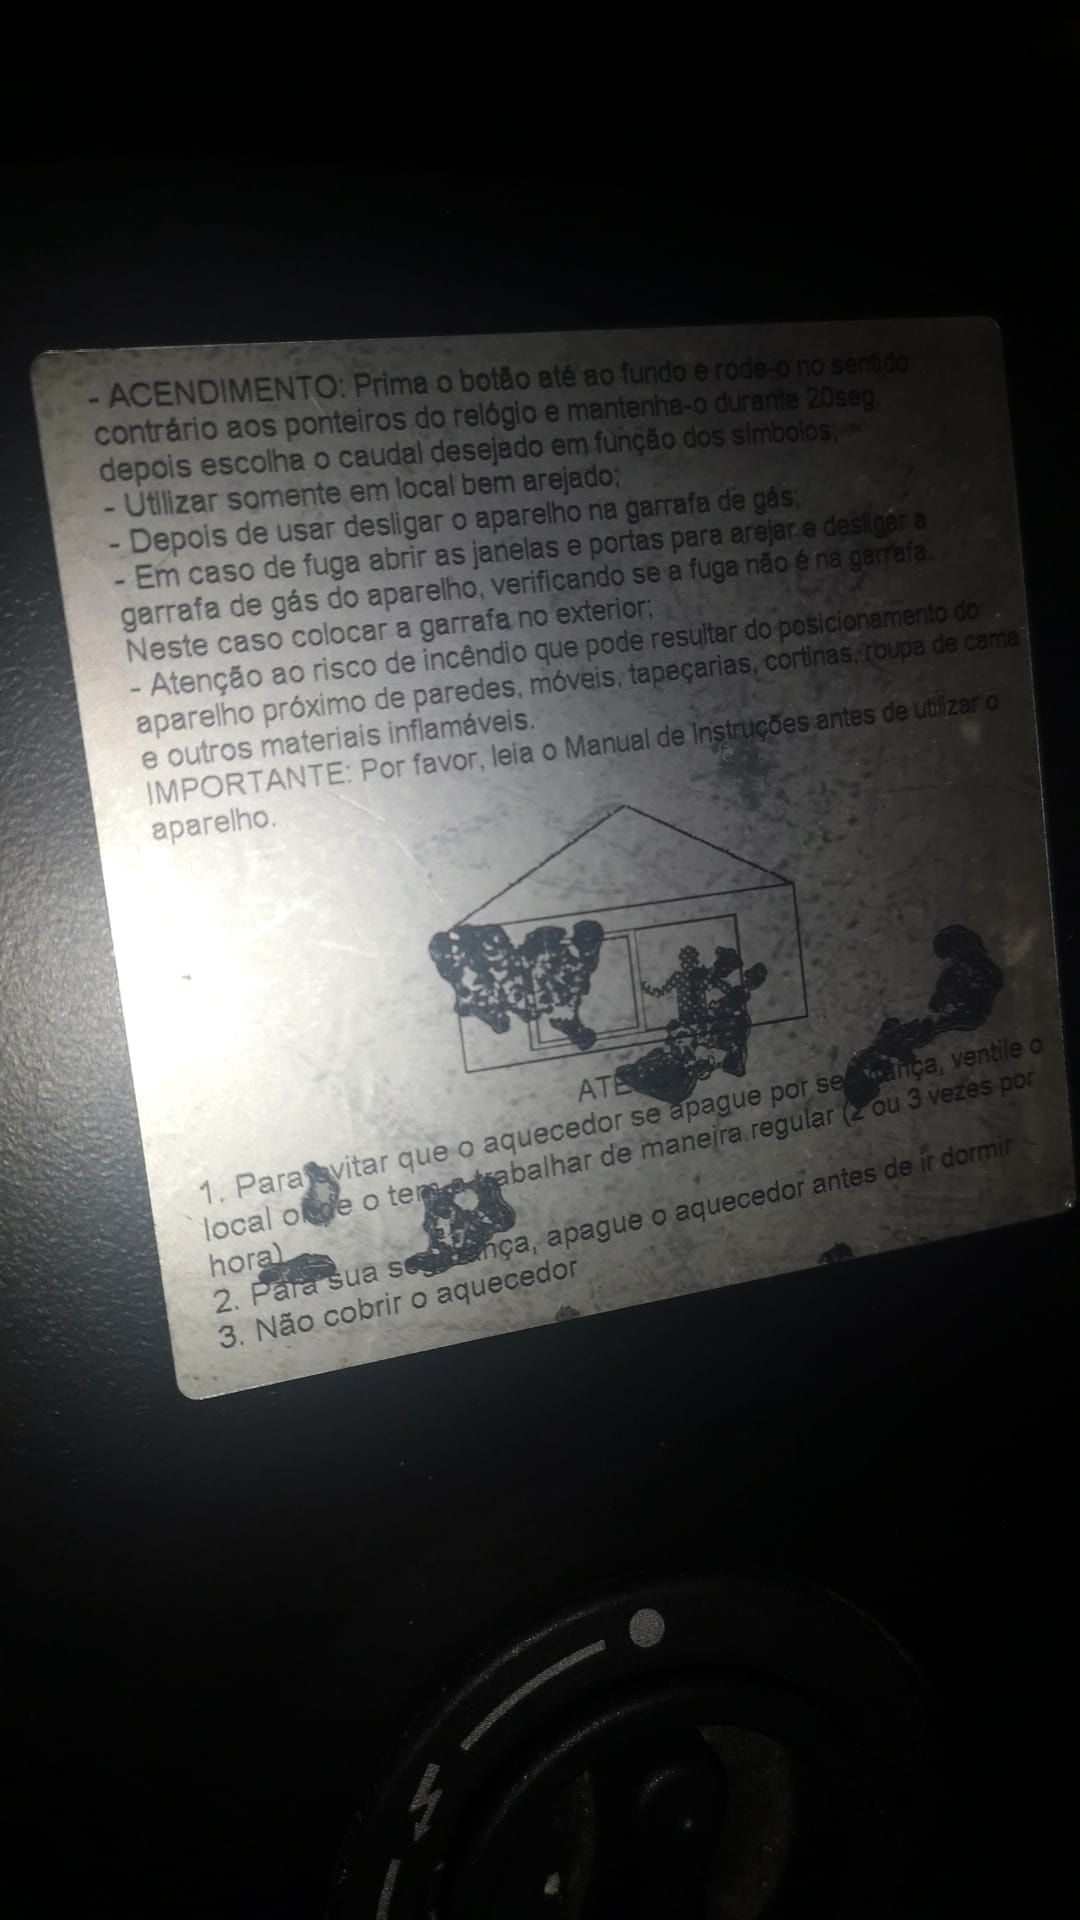 - ACENDIMENTO: Prima o botão até ao fundo e rode-o no sentido
contrário aos ponteiros do relógio e mantenha-o durante 20seg.
depois escolha o caudal desejado em função dos símbolos;
- Utilizar somente em local bem arejado;
- Depois de usar desligar o aparelho na garrafa de gás;
- Em caso de fuga abrir as janelas e portas para arejar e desligar a
garrafa de gás do aparelho, verificando se a fuga não é na garrafa.
Neste caso colocar a garrafa no exterior;
- Atenção ao risco de incêndio que pode resultar do posicionamento do
aparelho próximo de paredes, móveis, tapeçarias, cortinas, roupa de cama
e outros materiais inflamáveis.
IMPORTANTE: Por favor, leia o Manual de Instruções antes de utilizar o
aparelho.
1. Para evitar que o aquecedor se apague por segurança, ventile o
local onde o tem a trabalhar de maneira regular (2 ou 3 vezes por
hora)
2. Para sua segurança, apague o aquecedor antes de ir dormir
3. Não cobrir o aquecedor